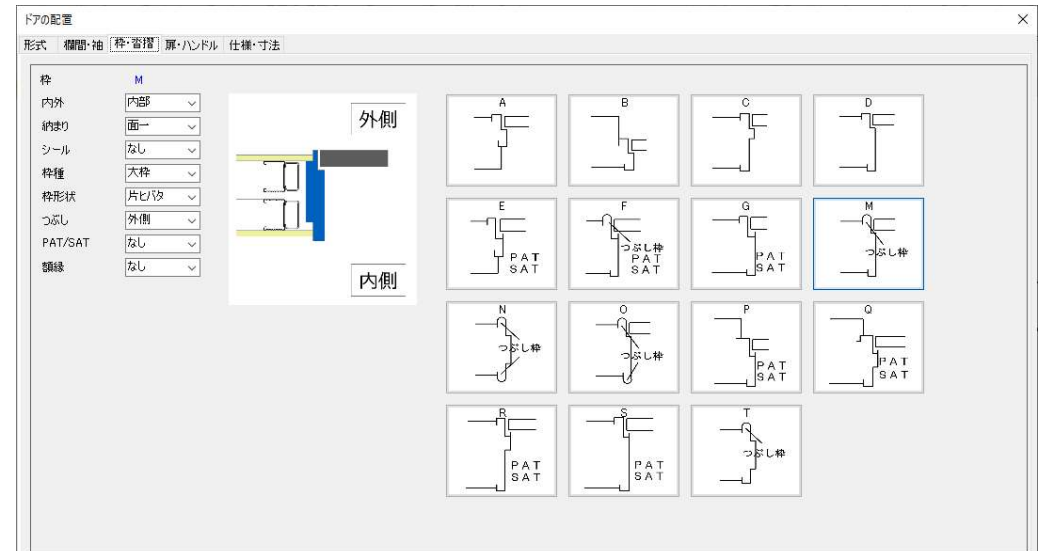 ドアの配置
形式 欄間・袖 枠・沓摺 扉・ハンドル 仕様・寸法
枠 M
内外 内部
納まり 面一
シール なし
枠種 大枠
枠形状 片ヒバタ
つぶし 外側
PAT/SAT なし
額縁 なし
外側
内側
A B C D
E F G M
PAT
SAT
つぶし枠
PAT
SAT
PAT
SAT
つぶし枠
N O P Q
つぶし枠
つぶし枠
PAT
SAT
PAT
SAT
R S T
PAT
SAT
PAT
SAT
つぶし枠